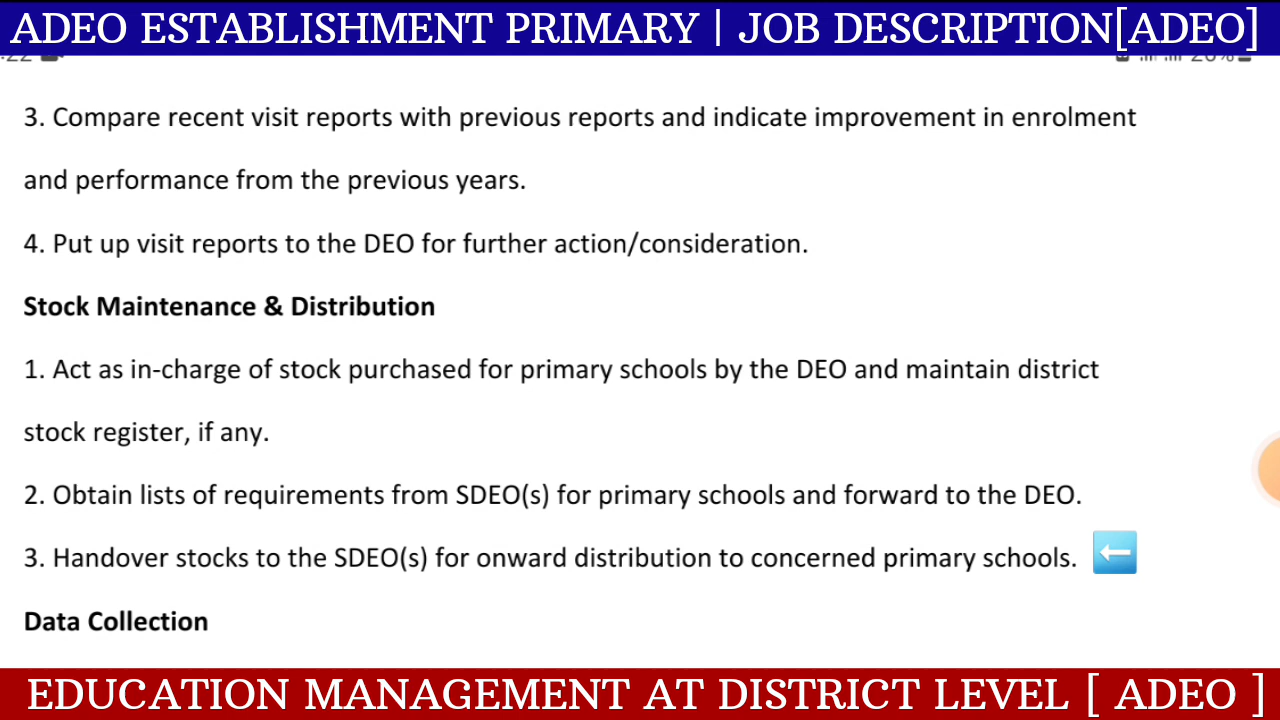 ADEO ESTABLISHMENT PRIMARY | JOB DESCRIPTION[ADEO]
3. Compare recent visit reports with previous reports and indicate improvement in enrolment
and performance from the previous years.
4. Put up visit reports to the DEO for further action/consideration.
Stock Maintenance & Distribution
1. Act as in-charge of stock purchased for primary schools by the DEO and maintain district
stock register, if any.
2. Obtain lists of requirements from SDEO(s) for primary schools and forward to the DEO.
3. Handover stocks to the SDEO(s) for onward distribution to concerned primary schools.
Data Collection
EDUCATION MANAGEMENT AT DISTRICT LEVEL [ ADEO ]